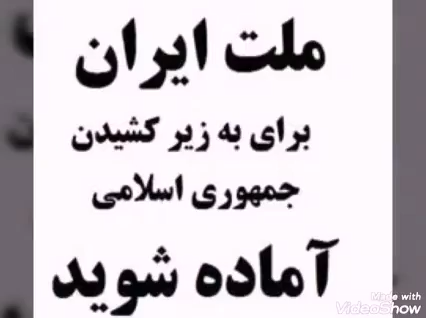 ملت ایران
برای به زیر کشیدن
جمهوری اسلامی
آماده شوید
Made with
VideoShow